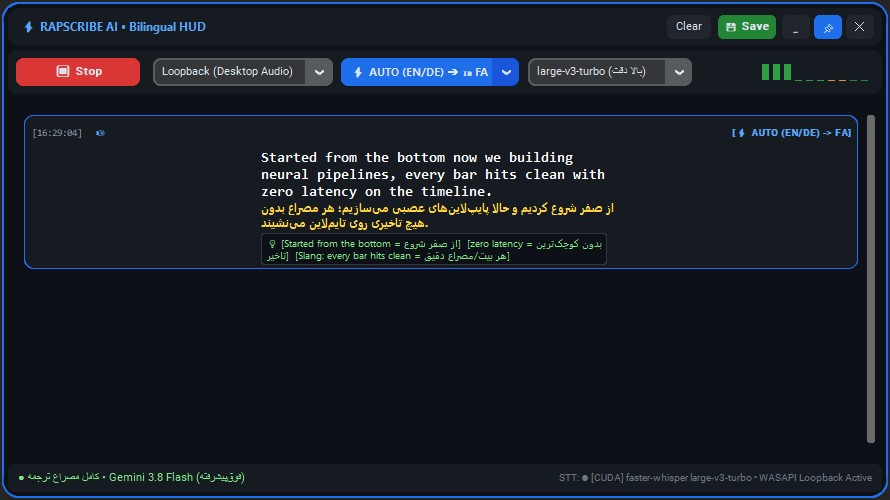 RAPSCRIBE AI • Bilingual HUD
Clear
Save
Stop
Loopback (Desktop Audio)
AUTO (EN/DE) ➔ IR FA
large-v3-turbo (بالا دقت)
[16:29:04]
[⚡ AUTO (EN/DE) -> FA]
Started from the bottom now we building
neural pipelines, every bar hits clean with
zero latency on the timeline.
از صفر شروع کردیم و حالا پایپ‌لاین‌های عصبی می‌سازیم؛ هر مصراع بدون
هیچ تاخیری روی تایم‌لاین می‌نشیند.
[Started from the bottom = از صفر شروع] [zero latency = بدون کوچک‌ترین
تاخیر] [Slang: every bar hits clean = هر بیت/مصراع دقیق]
● کامل مصراع ترجمه • Gemini 3.8 Flash (فوق‌پیشرفته)
STT: ● [CUDA] faster-whisper large-v3-turbo • WASAPI Loopback Active